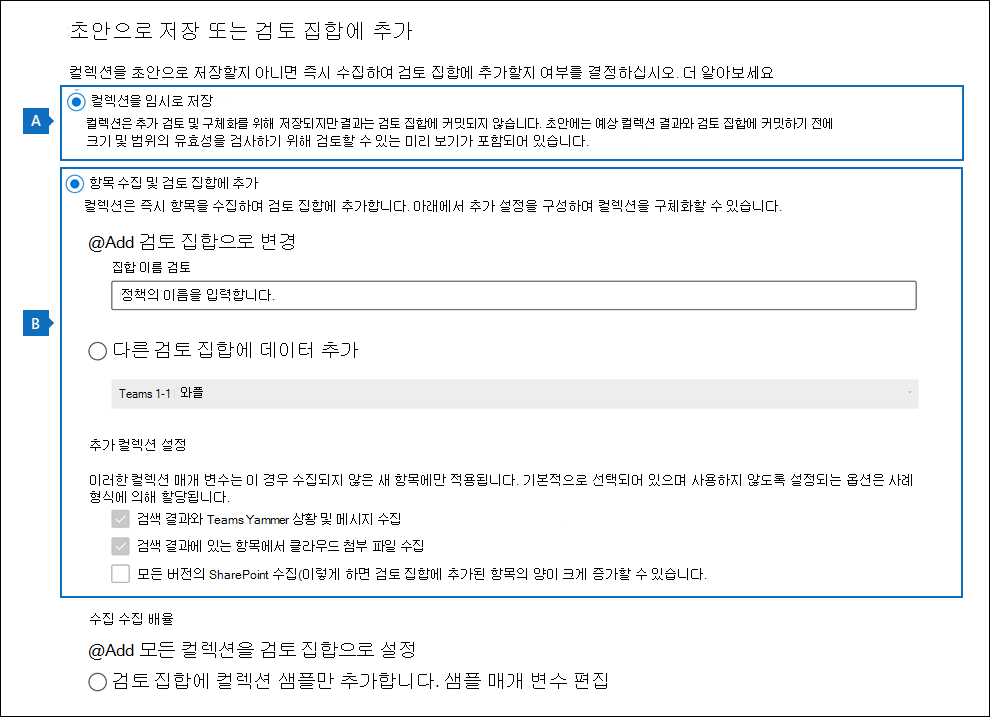 초안으로 저장 또는 검토 집합에 추가
컬렉션을 초안으로 저장할지 아니면 즉시 수집하여 검토 집합에 추가할지 여부를 결정하십시오. 더 알아보세요
A
컬렉션을 임시로 저장
컬렉션은 추가 검토 및 구체화를 위해 저장되지만 결과는 검토 집합에 커밋되지 않습니다. 초안에는 예상 컬렉션 결과와 검토 집합에 커밋하기 전에
크기 및 범위의 유효성을 검사하기 위해 검토할 수 있는 미리 보기가 포함되어 있습니다.
항목 수집 및 검토 집합에 추가
컬렉션은 즉시 항목을 수집하여 검토 집합에 추가합니다. 아래에서 추가 설정을 구성하여 컬렉션을 구체화할 수 있습니다.
@Add 검토 집합으로 변경
집합 이름 검토
정책의 이름을 입력합니다.
B
다른 검토 집합에 데이터 추가
Teams 1-1 와플
추가 컬렉션 설정
이러한 컬렉션 매개 변수는 이 경우 수집되지 않은 새 항목에만 적용됩니다. 기본적으로 선택되어 있으며 사용하지 않도록 설정되는 옵션은 사례
형식에 의해 할당됩니다.
검색 결과와 Teams Yammer 상황 및 메시지 수집
검색 결과에 있는 항목에서 클라우드 첨부 파일 수집
모든 버전의 SharePoint 수집(이렇게 하면 검토 집합에 추가된 항목의 양이 크게 증가할 수 있습니다.
수집 수집 배율
@Add 모든 컬렉션을 검토 집합으로 설정
검토 집합에 컬렉션 샘플만 추가합니다. 샘플 매개 변수 편집